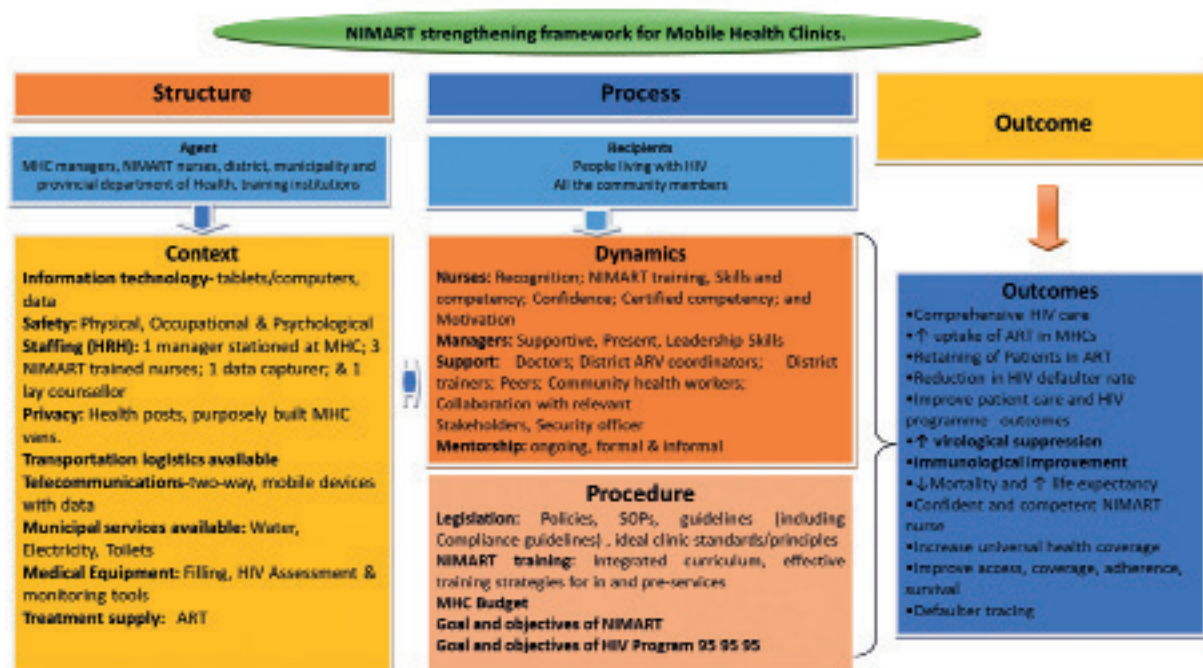 NIMART strengthening framework for Mobile Health Clinics.
Structure
Agent
MHC managers, NIMART nurses, district, municipality and
provincial department of Health, training institutions
Context
Information technology- tablets/computers,
data
Safety: Physical, Occupational & Psychological
Staffing (HRH): 1 manager stationed at MHC; 3
NIMART trained nurses; 1 data capturer; & 1
lay counsellor
Privacy: Health posts, purposely built MHC
vans.
Transportation logistics available
Telecommunications-two-way, mobile devices
with data
Municipal services available: Water,
Electricity, Toilets
Medical Equipment: Filling, HIV Assessment &
monitoring tools
Treatment supply: ART
Process
Recipients
People living with HIV
All the community members
Dynamics
Nurses: Recognition; NIMART training, Skills and
competency; Confidence; Certified competency; and
Motivation
Managers: Supportive, Present, Leadership Skills
Support: Doctors; District ARV coordinators; District
trainers; Peers; Community health workers;
Collaboration with relevant
Stakeholders, Security officer
Mentorship: ongoing, formal & informal
Procedure
Legislation: Policies, SOPs, guidelines (including
Compliance guidelines) , ideal clinic standards/principles
NIMART training: Integrated curriculum, effective
training strategies for in and pre-services
MHC Budget
Goal and objectives of NIMART
Goal and objectives of HIV Program 95 95 95
Outcome
Outcomes
•Comprehensive HIV care
•↑ uptake of ART in MHCs
•Retaining of Patients in ART
•Reduction in HIV defaulter rate
•Improve patient care and HIV
programme outcomes
•↑ virological suppression
•Immunological improvement
•↓Mortality and ↑ life expectancy
•Confident and competent NIMART
nurse
•Increase universal health coverage
•Improve access, coverage, adherence,
survival
•Defaulter tracing